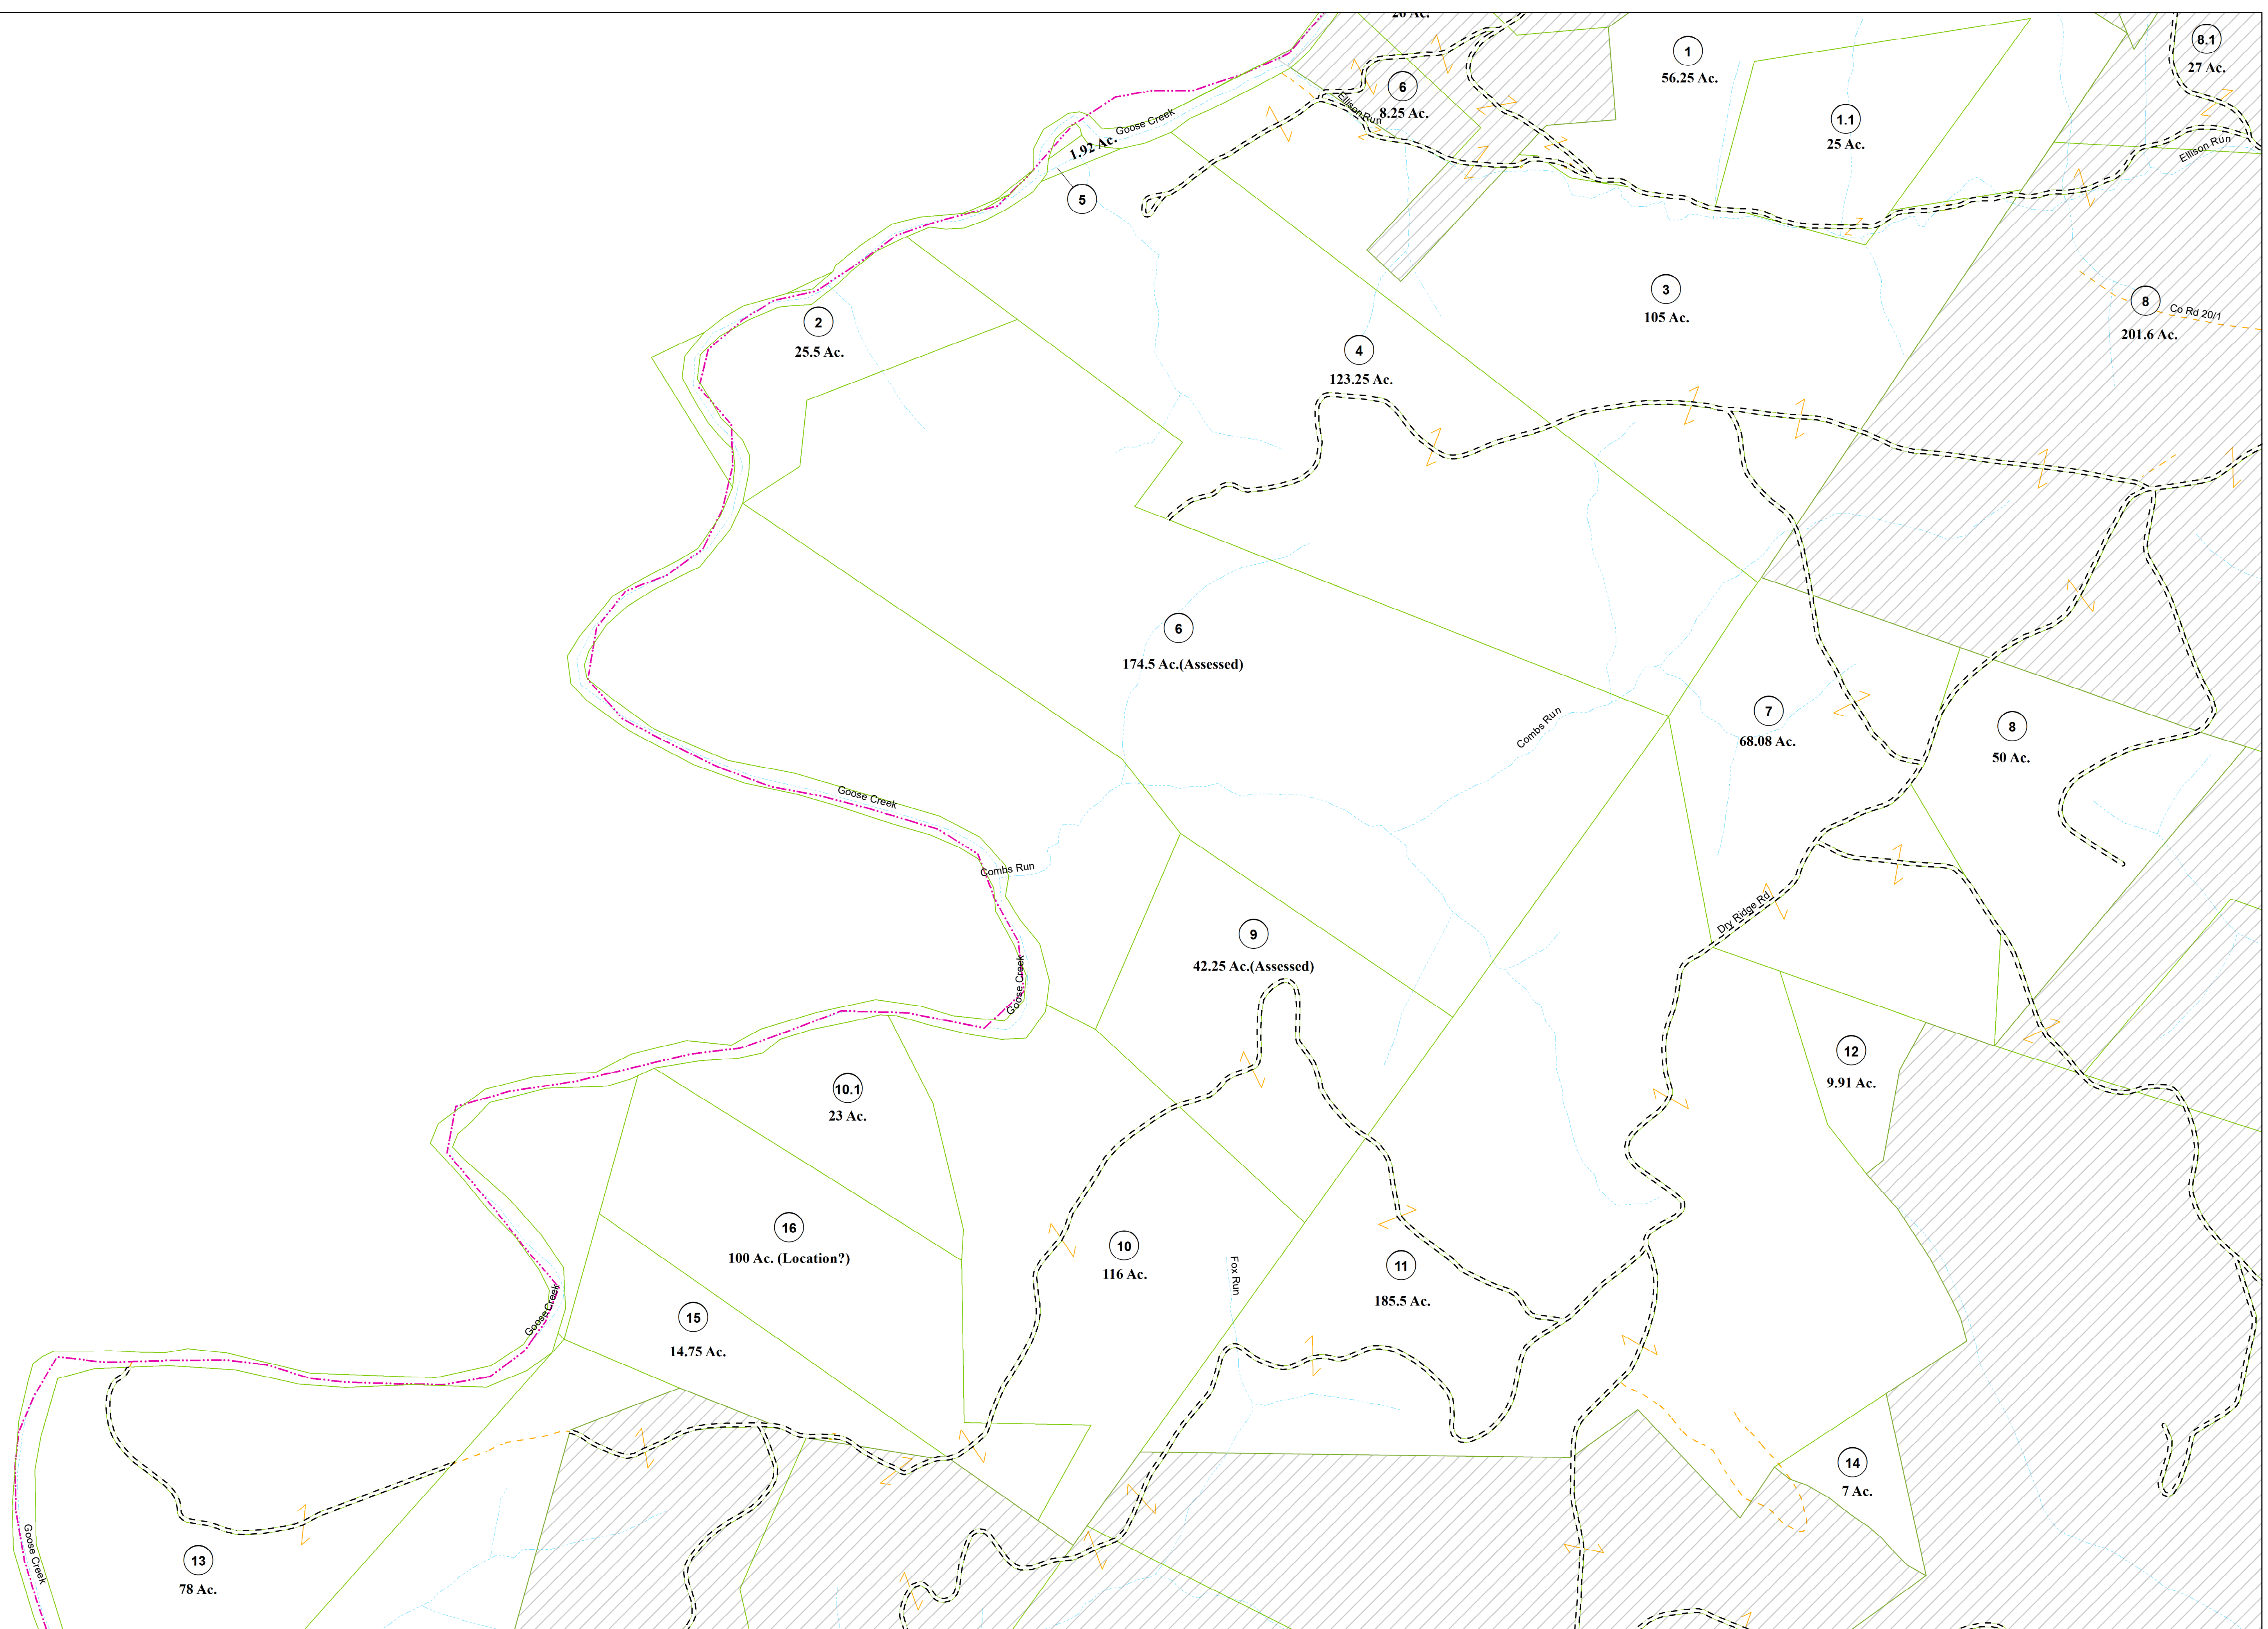 26 Ac.
1
56.25 Ac.
8.1
27 Ac.
6
8.25 Ac.
Ellison Run
Goose Creek
1.92 Ac.
5
1.1
25 Ac.
Ellison Run
2
25.5 Ac.
3
105 Ac.
8
Co Rd 20/1
201.6 Ac.
4
123.25 Ac.
6
174.5 Ac.(Assessed)
Combs Run
7
68.08 Ac.
8
50 Ac.
Goose Creek
Combs Run
Dry Ridge Rd
9
42.25 Ac.(Assessed)
Goose Creek
12
9.91 Ac.
10.1
23 Ac.
16
100 Ac. (Location?)
10
116 Ac.
Fox Run
11
185.5 Ac.
Goose Creek
15
14.75 Ac.
14
7 Ac.
Goose Creek
13
78 Ac.